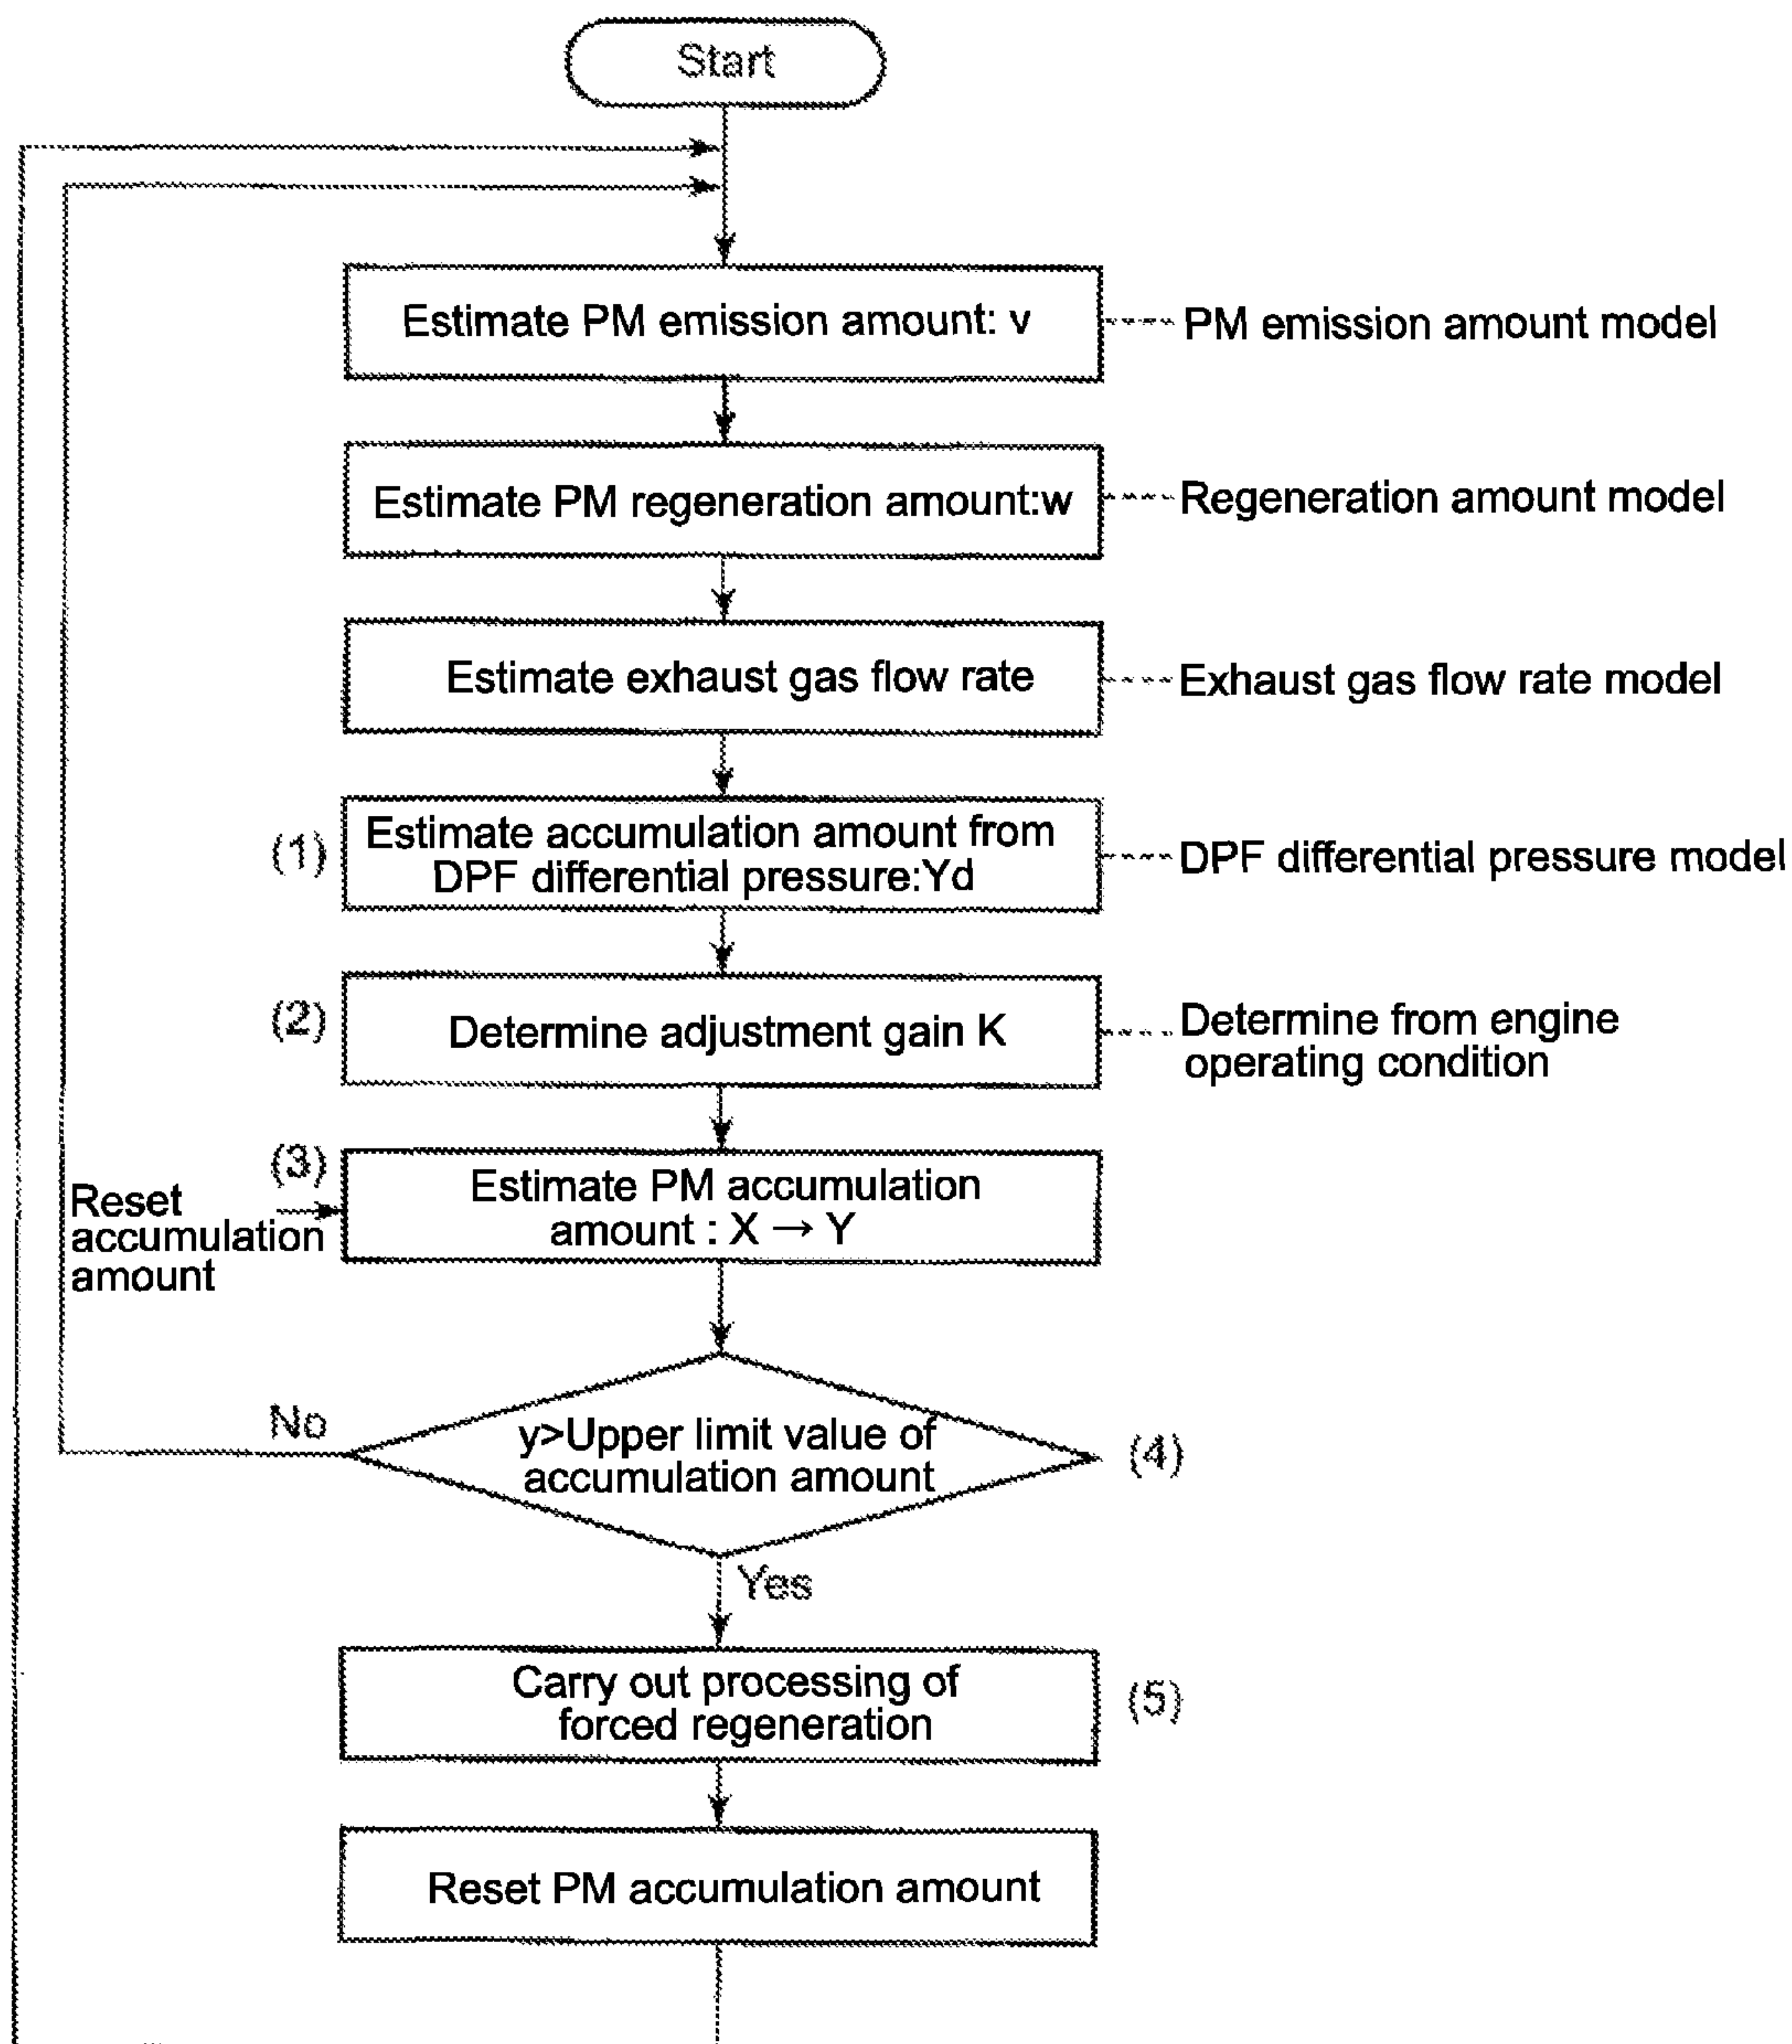 Start
Estimate PM emission amount: v
PM emission amount model
Estimate PM regeneration amount:w
Regeneration amount model
Estimate exhaust gas flow rate
Exhaust gas flow rate model
(1)
Estimate accumulation amount from
DPF differential pressure:Yd
DPF differential pressure model
(2)
Determine adjustment gain K
Determine from engine
operating condition
(3)
Reset
accumulation
amount
Estimate PM accumulation
amount : X → Y
No
y>Upper limit value of
accumulation amount
(4)
Yes
Carry out processing of
forced regeneration
(5)
Reset PM accumulation amount